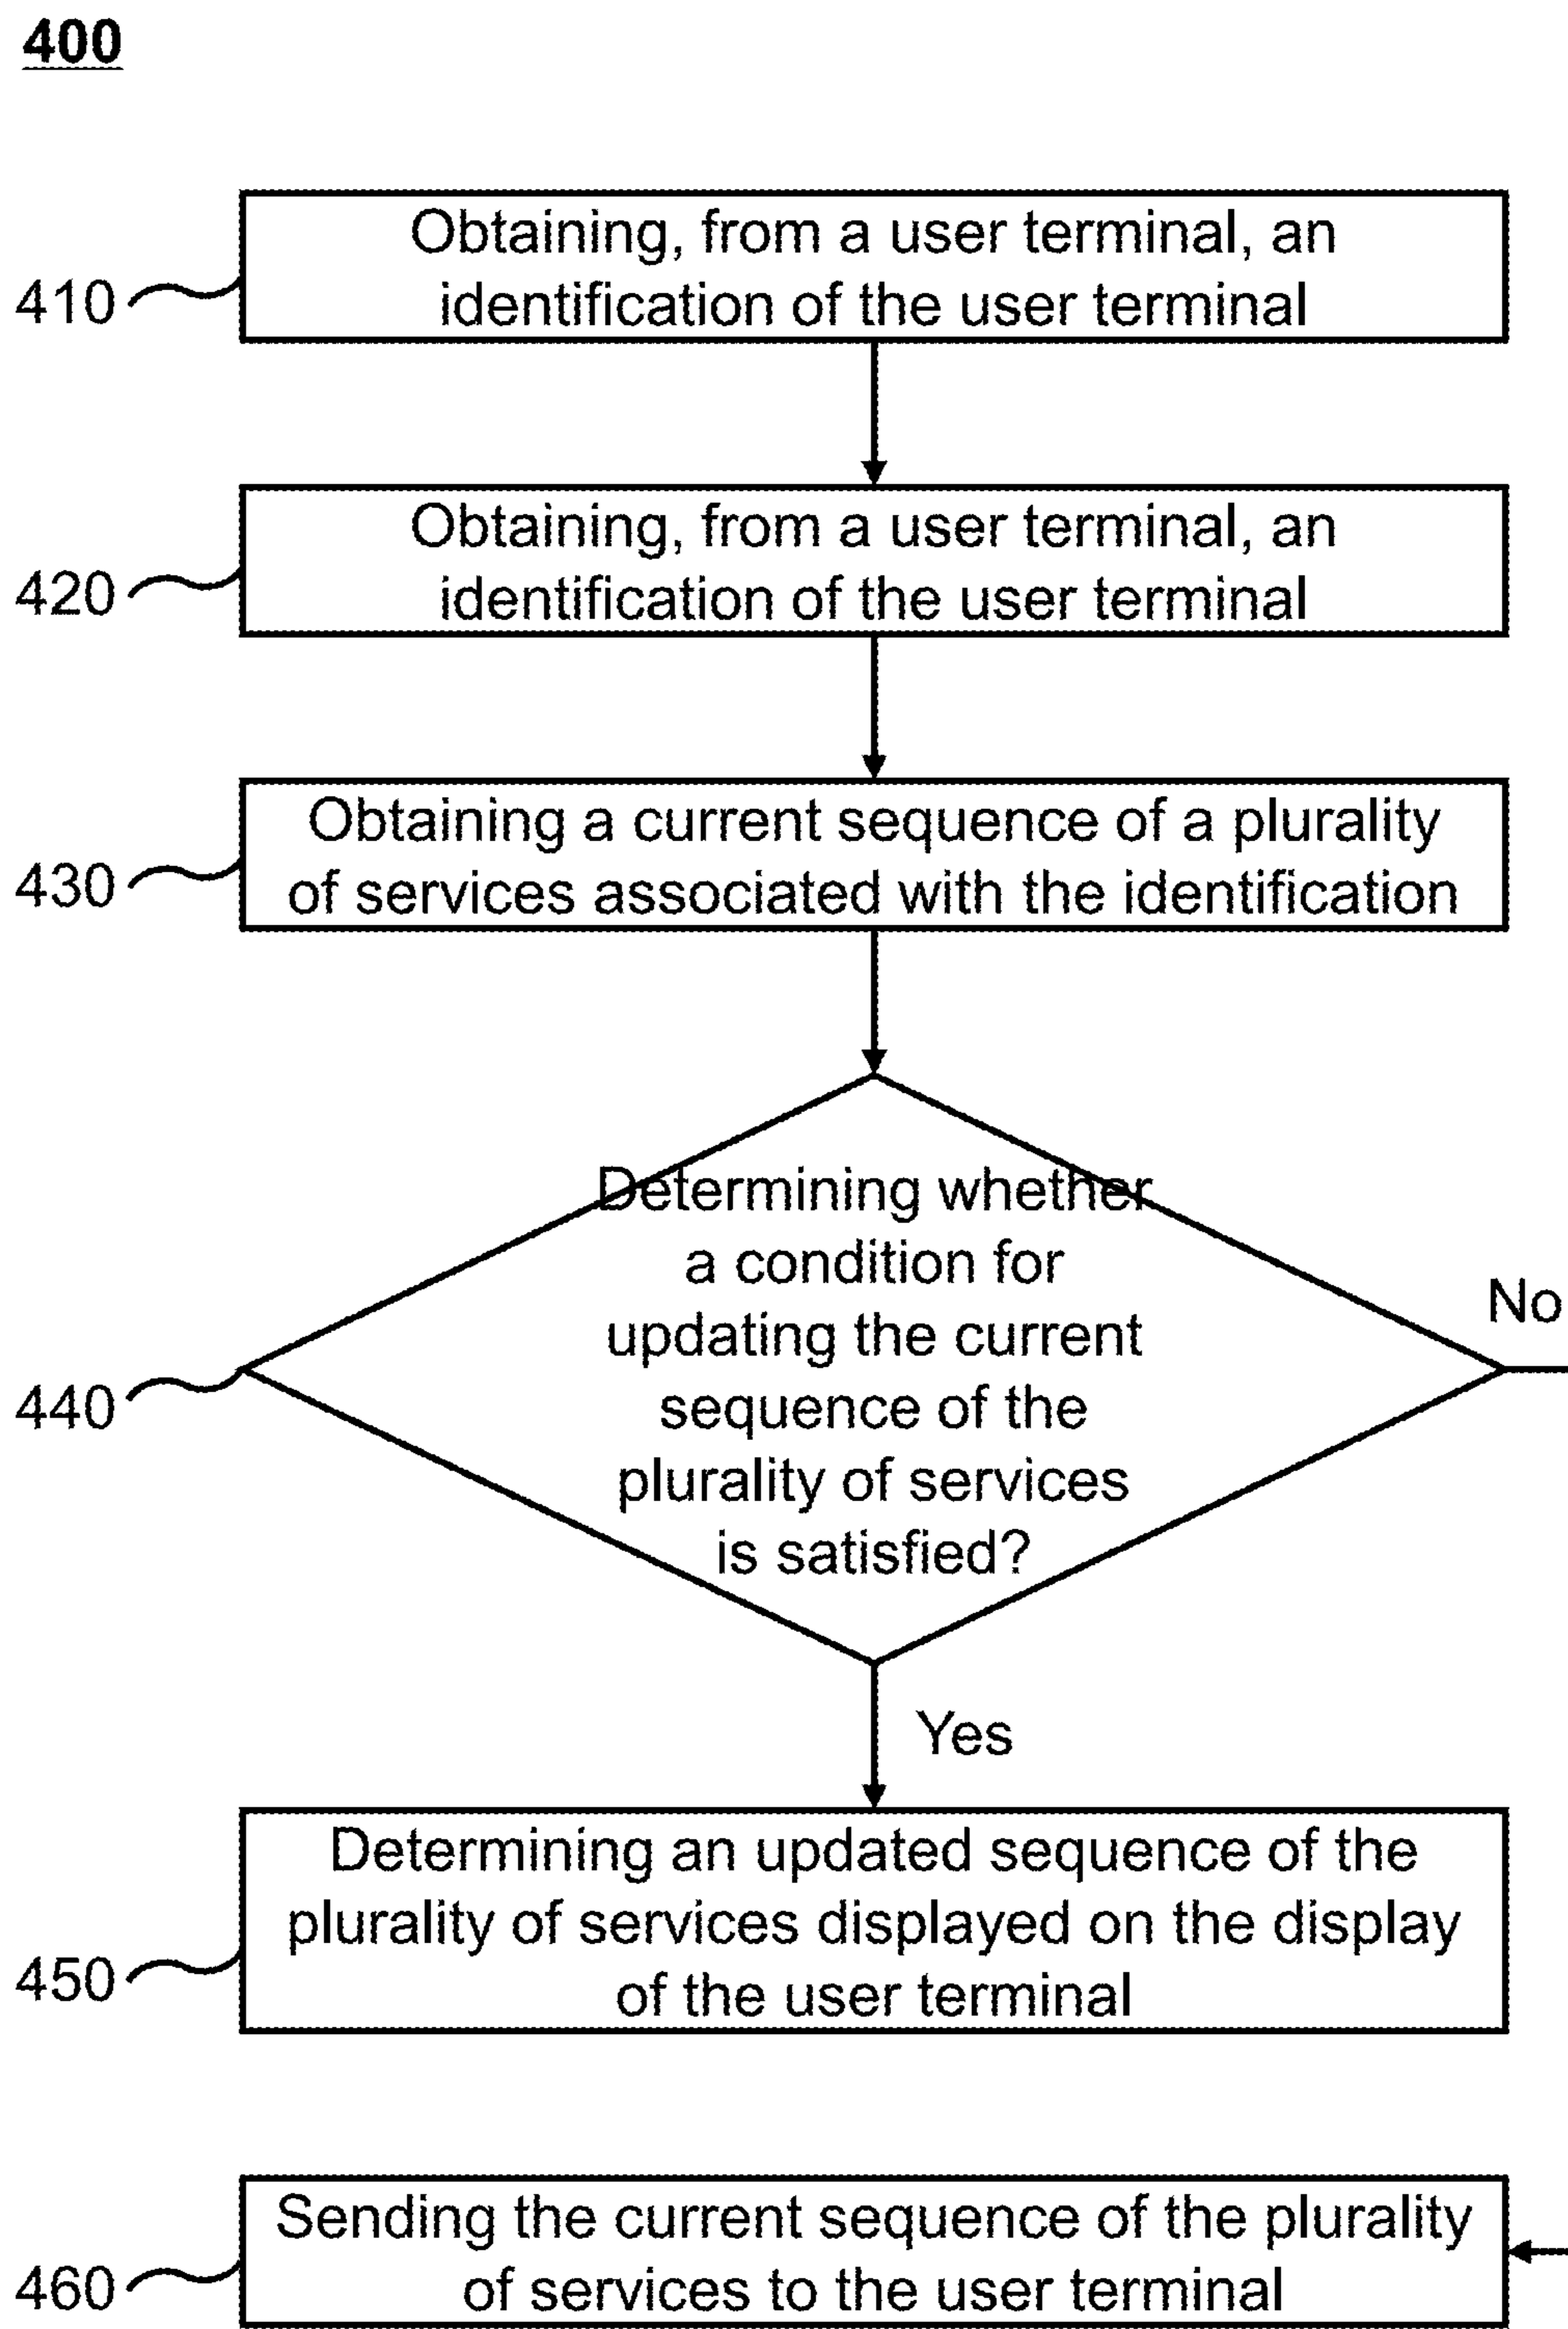 400
410
Obtaining, from a user terminal, an
identification of the user terminal
420
Obtaining, from a user terminal, an
identification of the user terminal
430
Obtaining a current sequence of a plurality
of services associated with the identification
440
Determining whether
a condition for
updating the current
sequence of the
plurality of services
is satisfied?
No
Yes
450
Determining an updated sequence of the
plurality of services displayed on the display
of the user terminal
460
Sending the current sequence of the plurality
of services to the user terminal